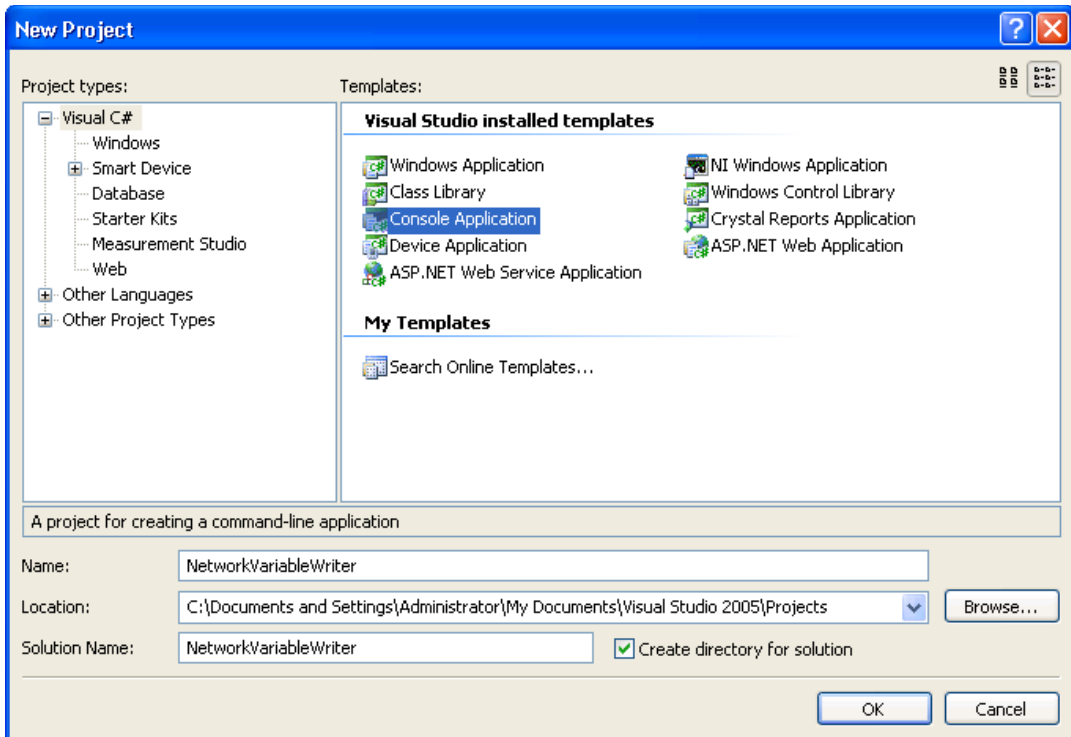 New Project
Project types:
Templates:
Visual C#
Windows
Smart Device
Database
Starter Kits
Measurement Studio
Web
Other Languages
Other Project Types
Visual Studio installed templates
Windows Application
NI Windows Application
Class Library
Windows Control Library
Console Application
Crystal Reports Application
Device Application
ASP.NET Web Application
ASP.NET Web Service Application
My Templates
Search Online Templates...
A project for creating a command-line application
Name:
NetworkVariableWriter
Location:
C:\Documents and Settings\Administrator\My Documents\Visual Studio 2005\Projects
Browse...
Solution Name:
NetworkVariableWriter
Create directory for solution
OK
Cancel